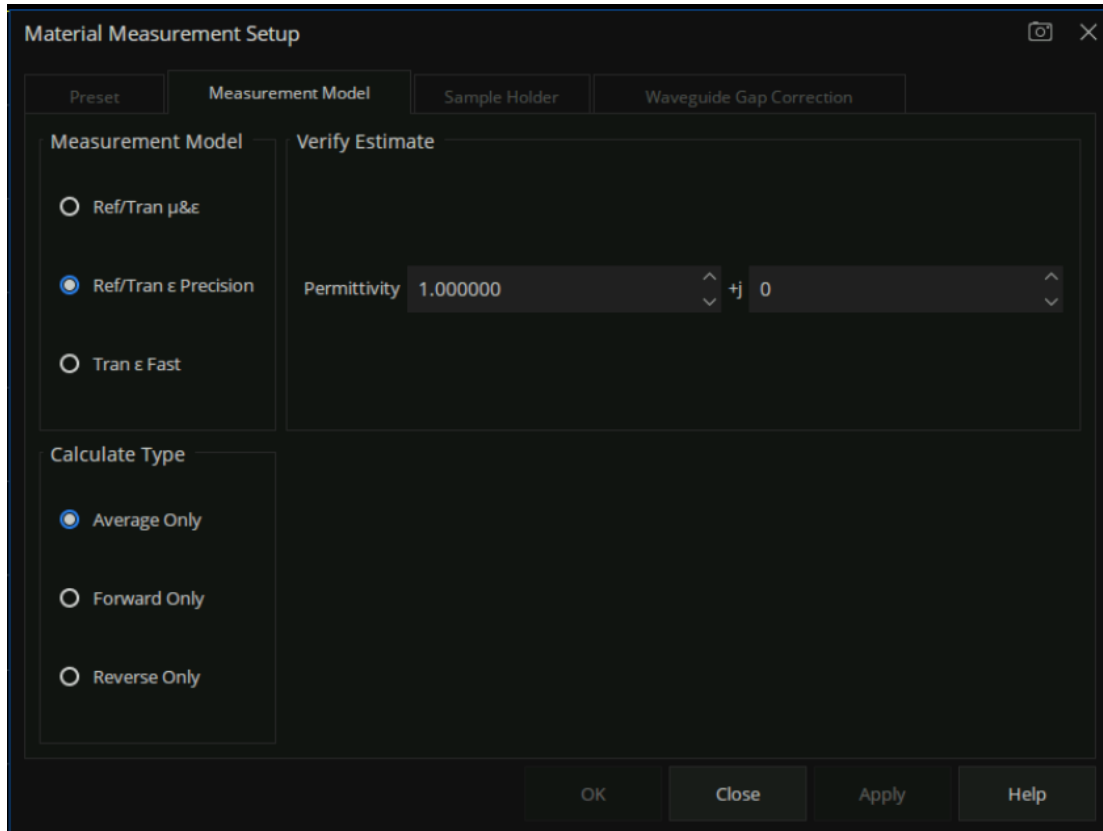 Material Measurement Setup
Preset
Measurement Model
Sample Holder
Waveguide Gap Correction
Measurement Model
Ref/Tran μ&ε
Ref/Tran ε Precision
Tran ε Fast
Verify Estimate
Permittivity 1.000000 +j 0
Calculate Type
Average Only
Forward Only
Reverse Only
OK
Close
Apply
Help